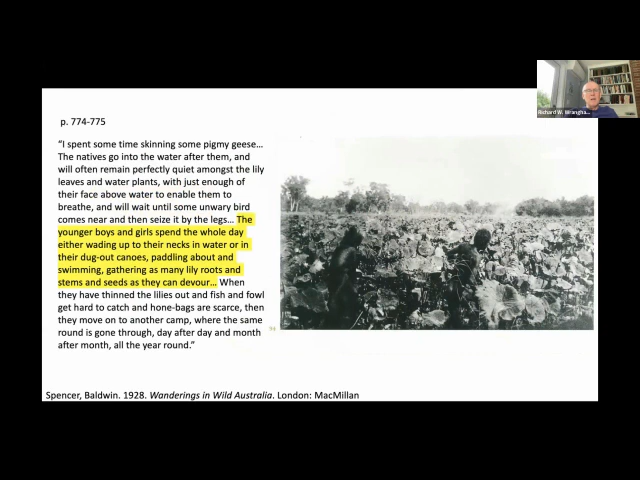 Richard W. Wrangha...
p. 774-775
“I spent some time skinning some pigmy geese...
The natives go into the water after them, and
will often remain perfectly quiet amongst the lily
leaves and water plants, with just enough of
their face above water to enable them to
breathe, and will wait until some unwary bird
comes near and then seize it by the legs... The
younger boys and girls spend the whole day
either wading up to their necks in water or in
their dug-out canoes, paddling about and
swimming, gathering as many lily roots and
stems and seeds as they can devour... When
they have thinned the lilies out and fish and fowl
get hard to catch and hone-bags are scarce, then
they move on to another camp, where the same
round is gone through, day after day and month
after month, all the year round.”
Spencer, Baldwin. 1928. Wanderings in Wild Australia. London: MacMillan